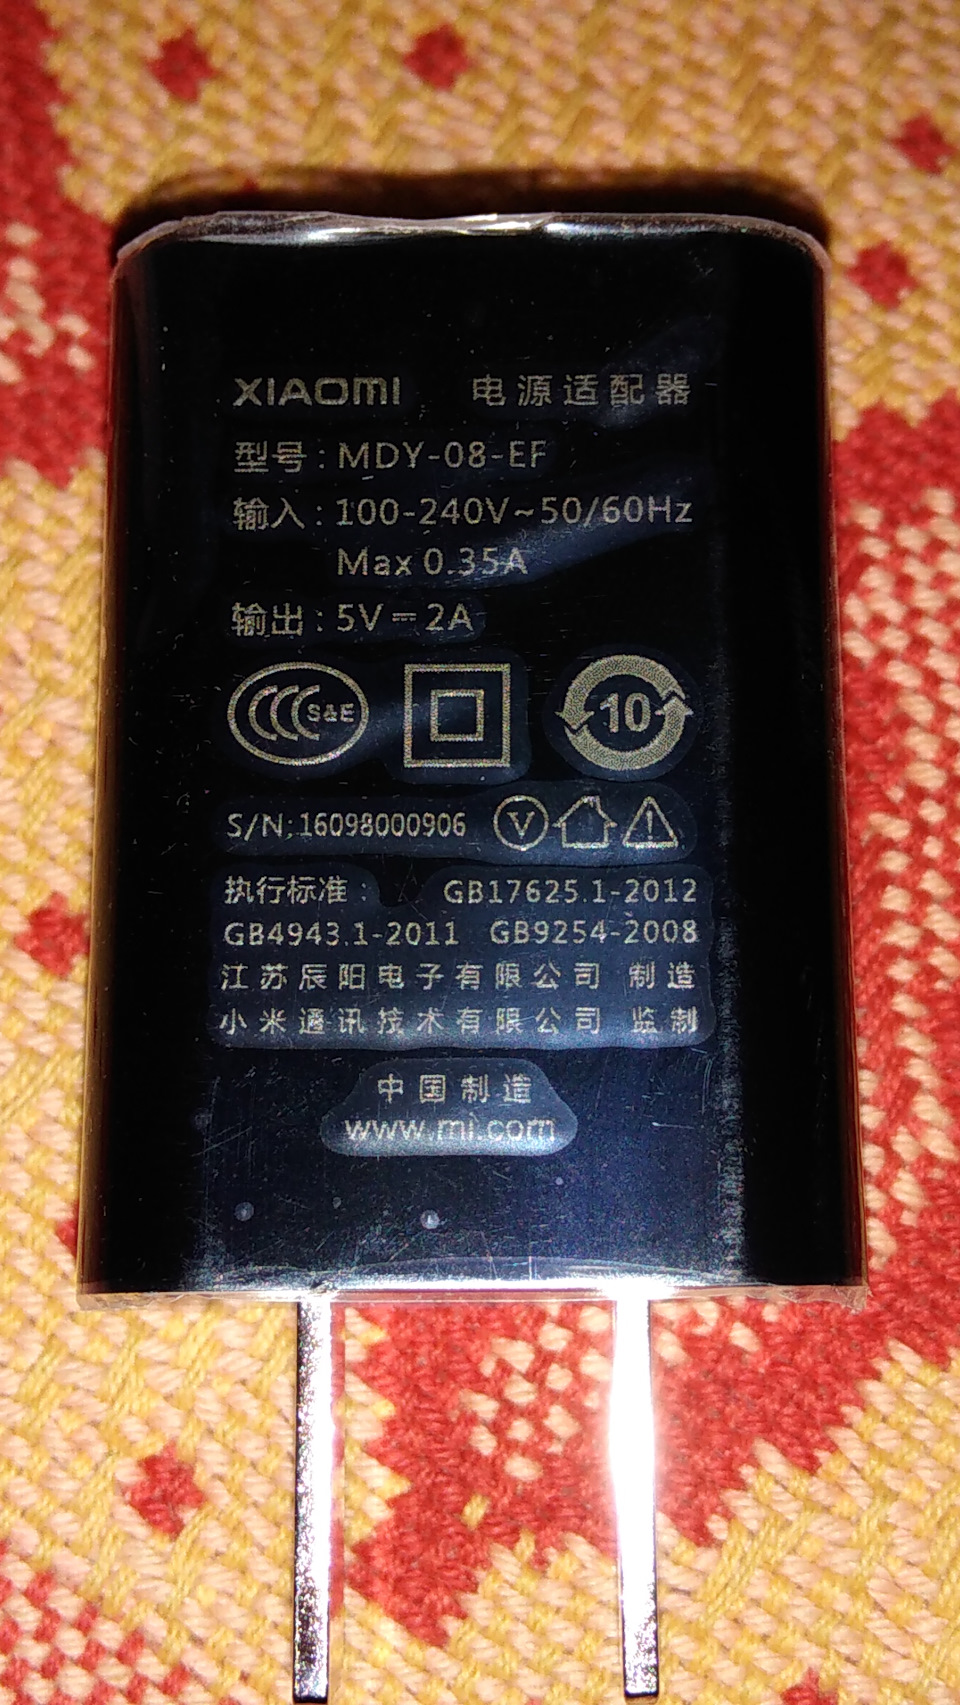 XIAOMI 电源适配器
型号:MDY-08-EF
输入:100-240V~50/60Hz
Max 0.35A
输出:5V⎓2A
CCC S&E
10
S/N:16098000906 V
执行标准: GB17625.1-2012
GB4943.1-2011 GB9254-2008
江苏辰阳电子有限公司 制造
小米通讯技术有限公司 监制
中国制造
www.mi.com